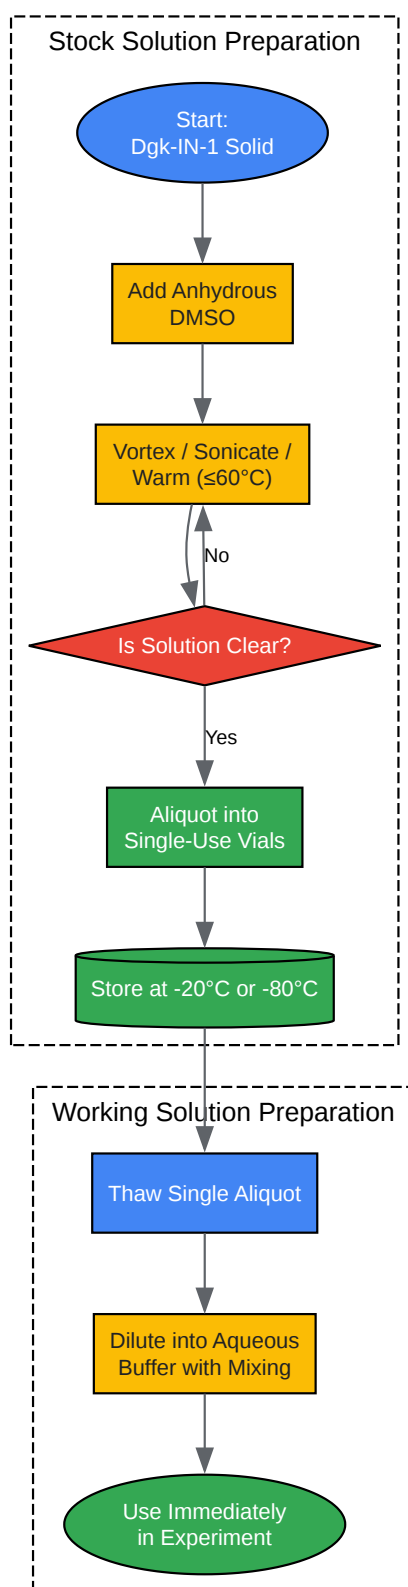 Stock Solution Preparation
Start:
Dgk-IN-1 Solid
Add Anhydrous
DMSO
Vortex / Sonicate /
Warm (≤60°C)
No
Is Solution Clear?
Yes
Aliquot into
Single-Use Vials
Store at -20°C or -80°C
Working Solution Preparation
Thaw Single Aliquot
Dilute into Aqueous
Buffer with Mixing
Use Immediately
in Experiment